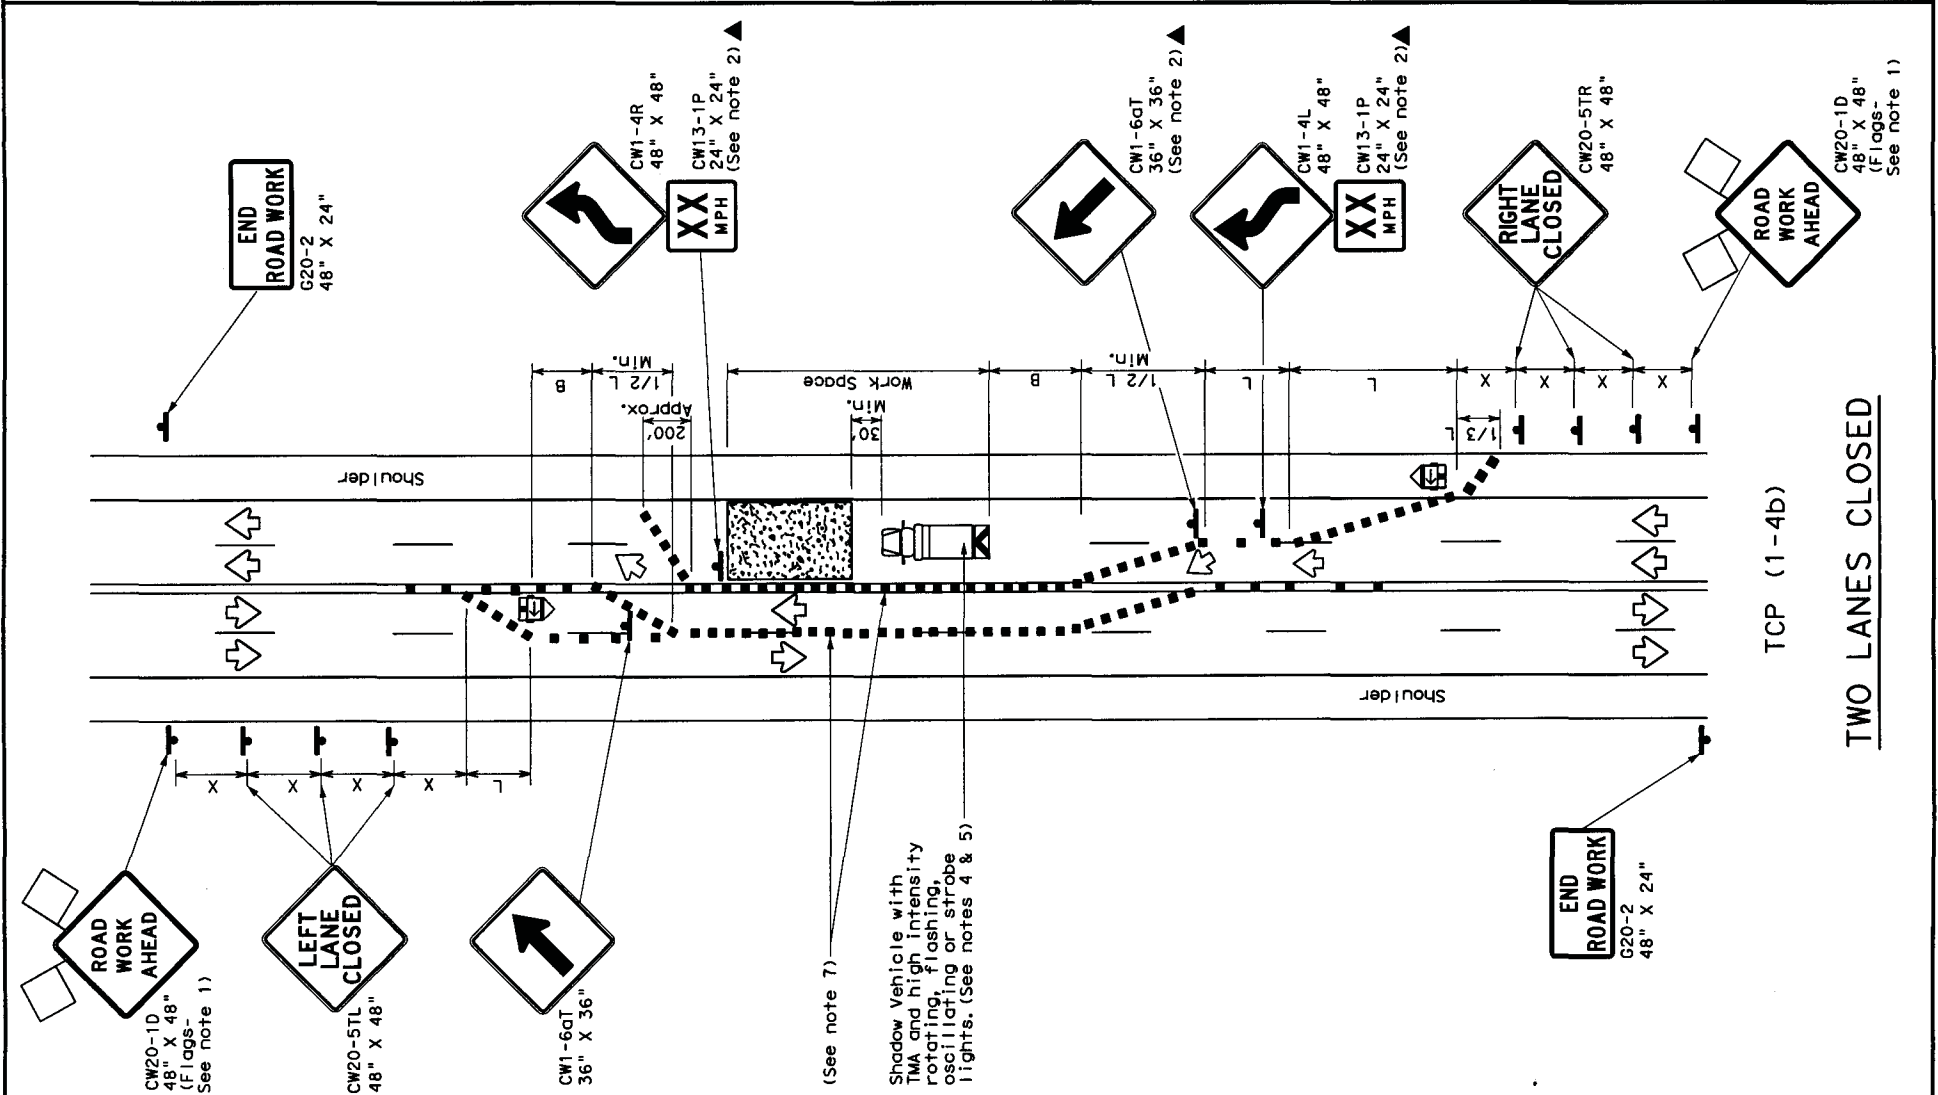 END
ROAD WORK
G20-2
48" X 24"
CW1-4R
48" X 48"
XX
MPH
CW13-1P
24" X 24"
(See note 2)▲
CW1-6aT
36" X 36"
(See note 2)▲
CW1-4L
48" X 48"
XX
MPH
CW13-1P
24" X 24"
(See note 2)▲
RIGHT
LANE
CLOSED
CW20-5TR
48" X 48"
ROAD
WORK
AHEAD
CW20-1D
48" X 48"
(Flags-
See note 1)
B
1/2 L
Min.
200'
Approx.
Work Space
30'
Min.
B
1/2 L
Min.
L
L
1/3 L
X
X
X
X
Shoulder
Shoulder
X
X
X
X
L
ROAD
WORK
AHEAD
CW20-1D
48" X 48"
(Flags-
See note 1)
LEFT
LANE
CLOSED
CW20-5TL
48" X 48"
CW1-6aT
36" X 36"
(See note 7)
Shadow Vehicle with
TMA and high intensity
rotating, flashing,
oscillating or strobe
lights. (See notes 4 & 5)
END
ROAD WORK
G20-2
48" X 24"
TCP (1-4b)
TWO LANES CLOSED